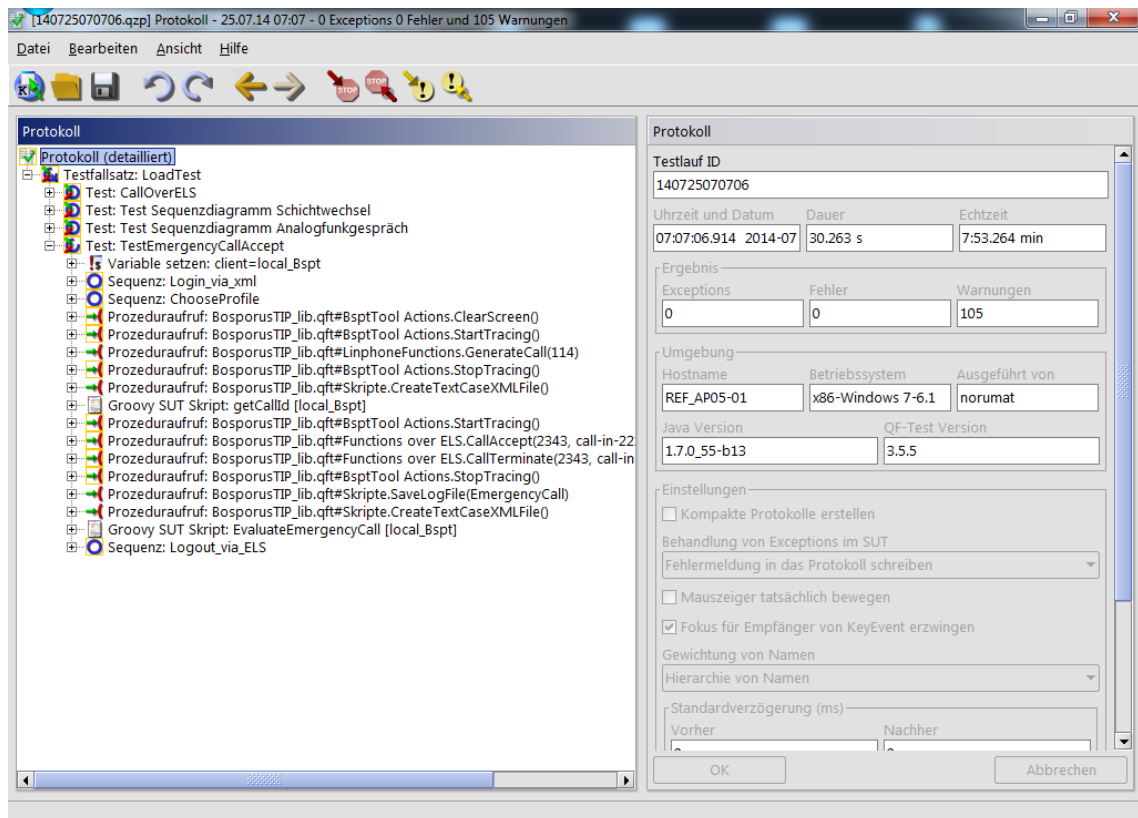 [140725070706.qzp] Protokoll - 25.07.14 07:07 - 0 Exceptions 0 Fehler und 105 Warnungen
Datei Bearbeiten Ansicht Hilfe
STOP STOP
Protokoll
Protokoll (detailliert)
Testfallsatz: LoadTest
Test: CallOverELS
Test: Test Sequenzdiagramm Schichtwechsel
Test: Test Sequenzdiagramm Analogfunkgespräch
Test: TestEmergencyCallAccept
Variable setzen: client=local_Bspt
Sequenz: Login_via_xml
Sequenz: ChooseProfile
Prozeduraufruf: BosporusTIP_lib.qft#BsptTool Actions.ClearScreen()
Prozeduraufruf: BosporusTIP_lib.qft#BsptTool Actions.StartTracing()
Prozeduraufruf: BosporusTIP_lib.qft#LinphoneFunctions.GenerateCall(114)
Prozeduraufruf: BosporusTIP_lib.qft#BsptTool Actions.StopTracing()
Prozeduraufruf: BosporusTIP_lib.qft#Skripte.CreateTextCaseXMLFile()
Groovy SUT Skript: getCallId [local_Bspt]
Prozeduraufruf: BosporusTIP_lib.qft#BsptTool Actions.StartTracing()
Prozeduraufruf: BosporusTIP_lib.qft#Functions over ELS.CallAccept(2343, call-in-22
Prozeduraufruf: BosporusTIP_lib.qft#Functions over ELS.CallTerminate(2343, call-in
Prozeduraufruf: BosporusTIP_lib.qft#BsptTool Actions.StopTracing()
Prozeduraufruf: BosporusTIP_lib.qft#Skripte.SaveLogFile(EmergencyCall)
Prozeduraufruf: BosporusTIP_lib.qft#Skripte.CreateTextCaseXMLFile()
Groovy SUT Skript: EvaluateEmergencyCall [local_Bspt]
Sequenz: Logout_via_ELS
Protokoll
Testlauf ID
140725070706
Uhrzeit und Datum Dauer Echtzeit
07:07:06.914 2014-07 30.263 s 7:53.264 min
Ergebnis
Exceptions Fehler Warnungen
0 0 105
Umgebung
Hostname Betriebssystem Ausgeführt von
REF_AP05-01 x86-Windows 7-6.1 norumat
Java Version QF-Test Version
1.7.0_55-b13 3.5.5
Einstellungen
Kompakte Protokolle erstellen
Behandlung von Exceptions im SUT
Fehlermeldung in das Protokoll schreiben
Mauszeiger tatsächlich bewegen
Fokus für Empfänger von KeyEvent erzwingen
Gewichtung von Namen
Hierarchie von Namen
Standardverzögerung (ms)
Vorher Nachher
OK Abbrechen